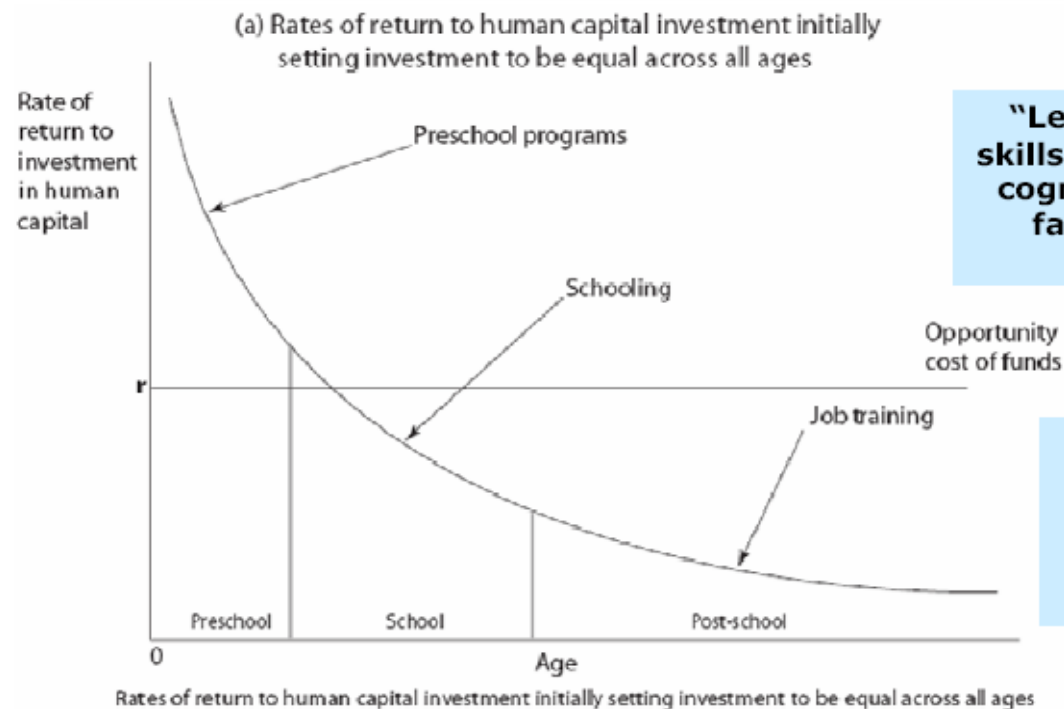 (a) Rates of return to human capital investment initially
setting investment to be equal across all ages
Rate of
return to
investment
in human
capital
Preschool programs
Schooling
Job training
Opportunity
cost of funds
r
Preschool
School
Post-school
0
Age
Rates of return to human capital investment initially setting investment to be equal across all ages
skills